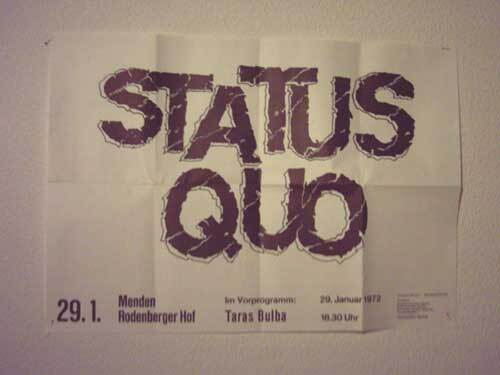 STATUS
QUO
29.1.
Menden
Rodenberger Hof
Im Vorprogramm:
Taras Bulba
29. Januar 1972
18.30 Uhr